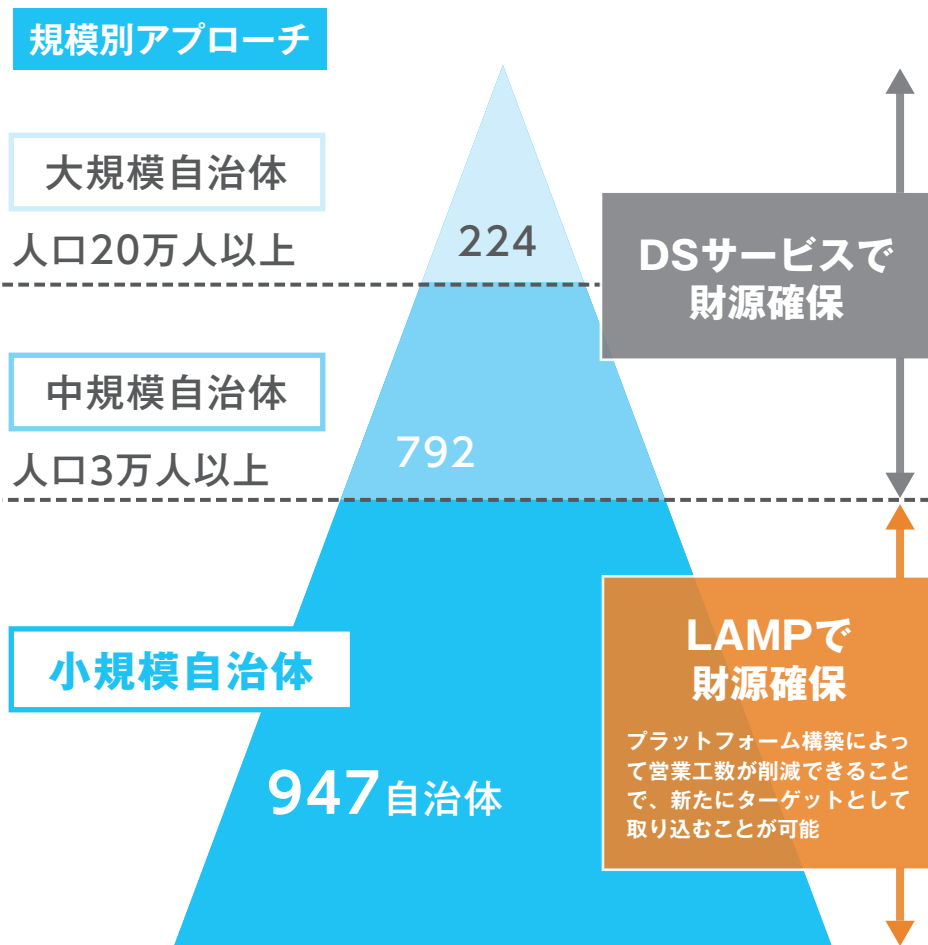 規模別アプローチ
大規模自治体
人口20万人以上
224
DSサービスで
財源確保
中規模自治体
人口3万人以上
792
小規模自治体
947自治体
LAMPで
財源確保
プラットフォーム構築によっ
て営業工数が削減できること
で、新たにターゲットとして
取り込むことが可能